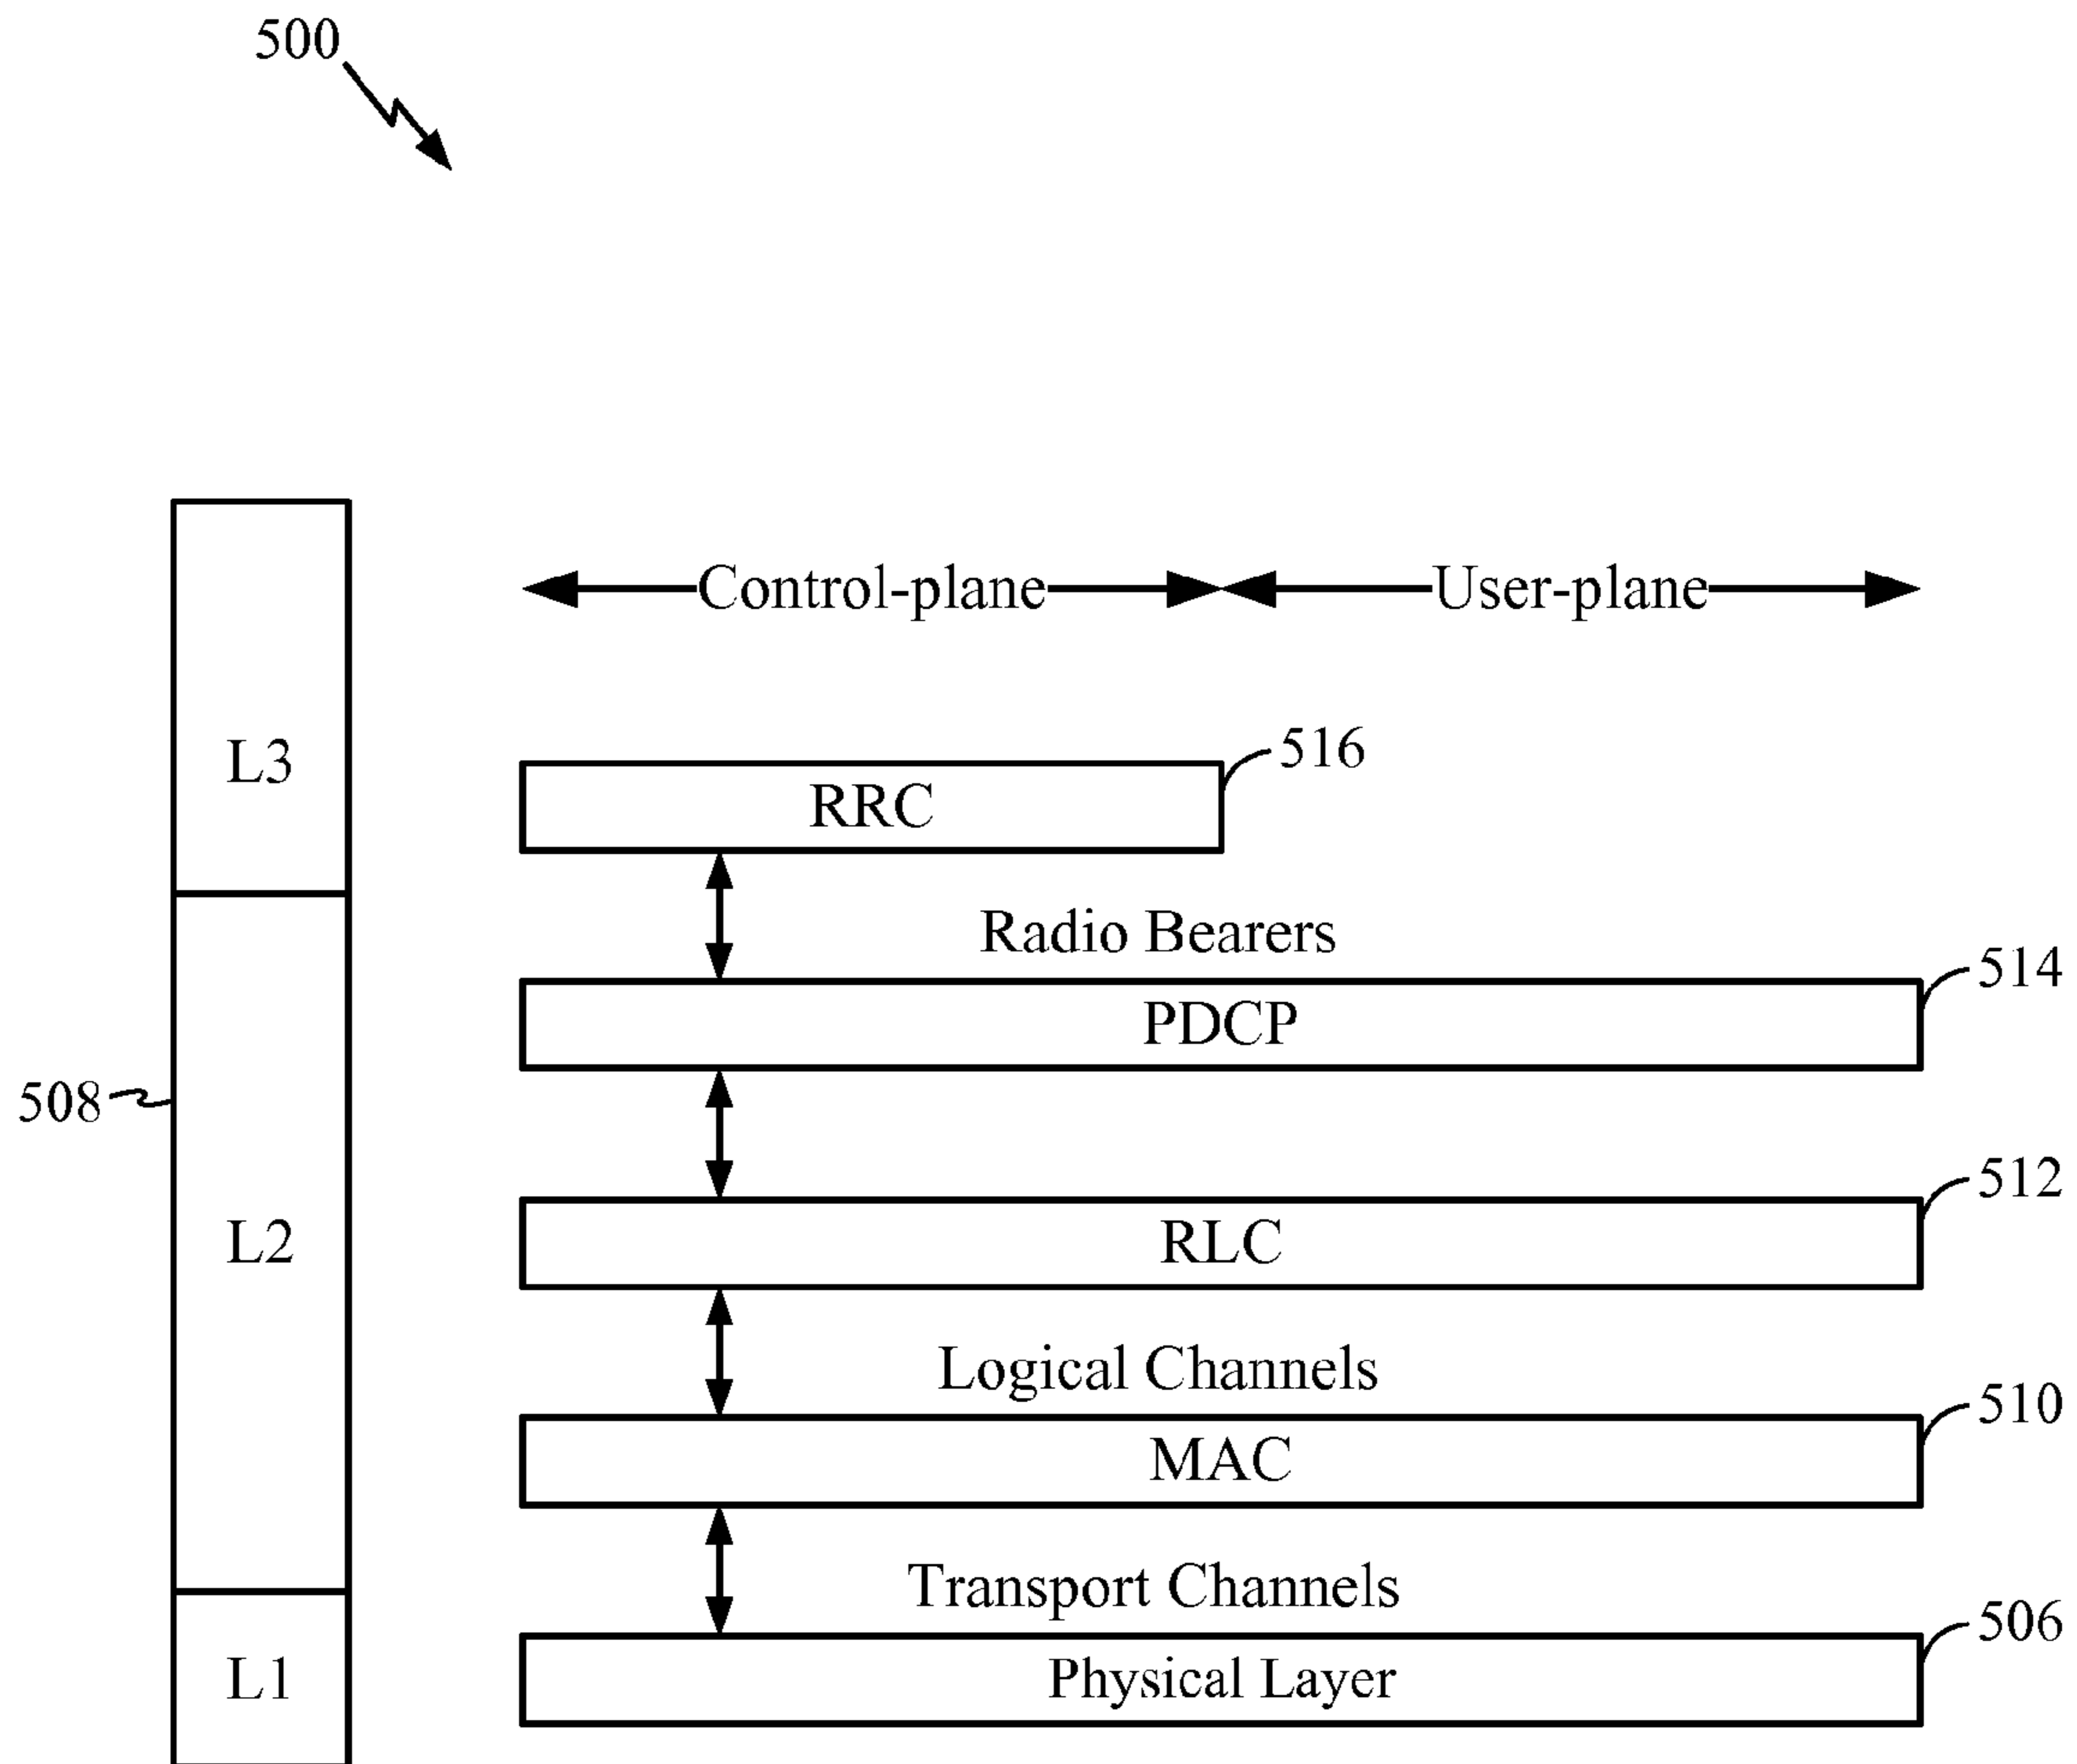 500
Control-plane
User-plane
L3
516
RRC
Radio Bearers
514
PDCP
508
512
L2
RLC
Logical Channels
510
MAC
Transport Channels
506
L1
Physical Layer